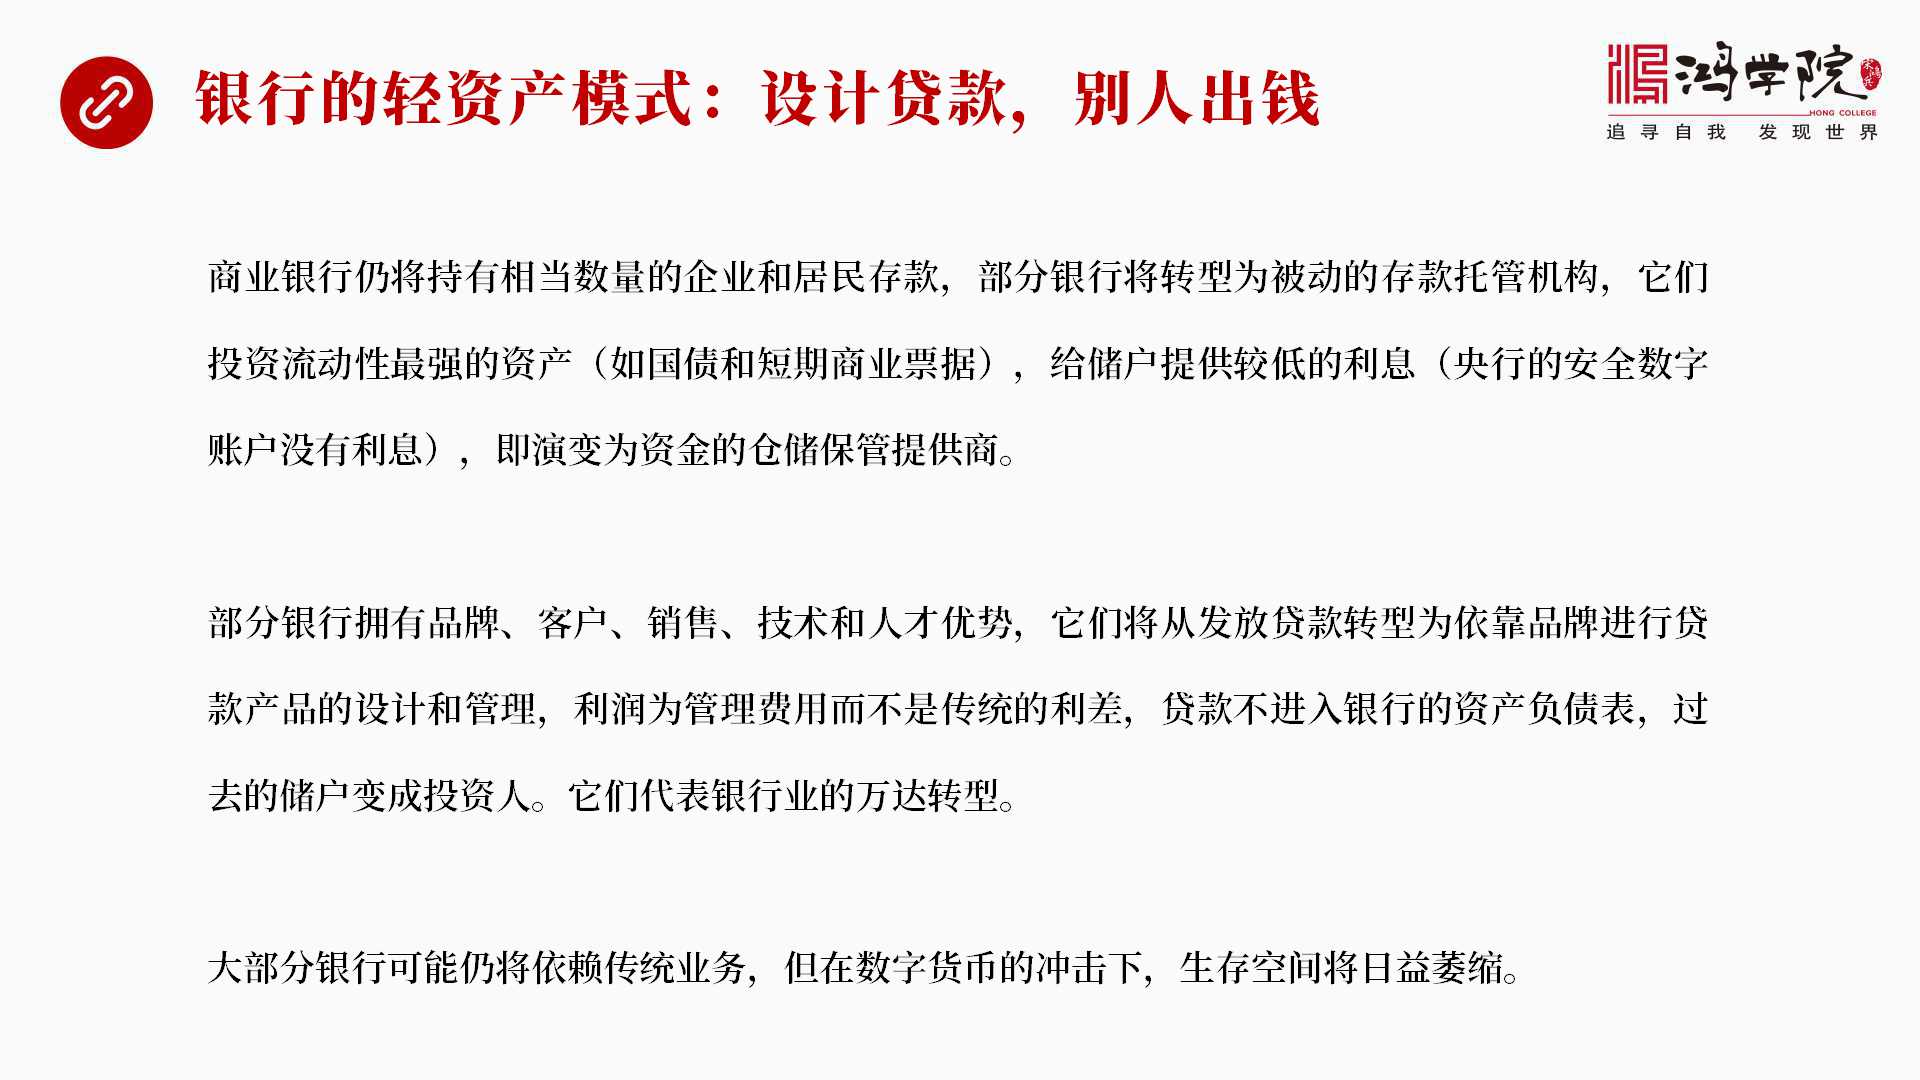 银行的轻资产模式：设计贷款，别人出钱
鸿学院
HONG COLLEGE
追寻自我 发现世界
商业银行仍将持有相当数量的企业和居民存款，部分银行将转型为被动的存款托管机构，它们
投资流动性最强的资产（如国债和短期商业票据），给储户提供较低的利息（央行的安全数字
账户没有利息），即演变为资金的仓储保管提供商。
部分银行拥有品牌、客户、销售、技术和人才优势，它们将从发放贷款转型为依靠品牌进行贷
款产品的设计和管理，利润为管理费用而不是传统的利差，贷款不进入银行的资产负债表，过
去的储户变成投资人。它们代表银行业的万达转型。
大部分银行可能仍将依赖传统业务，但在数字货币的冲击下，生存空间将日益萎缩。